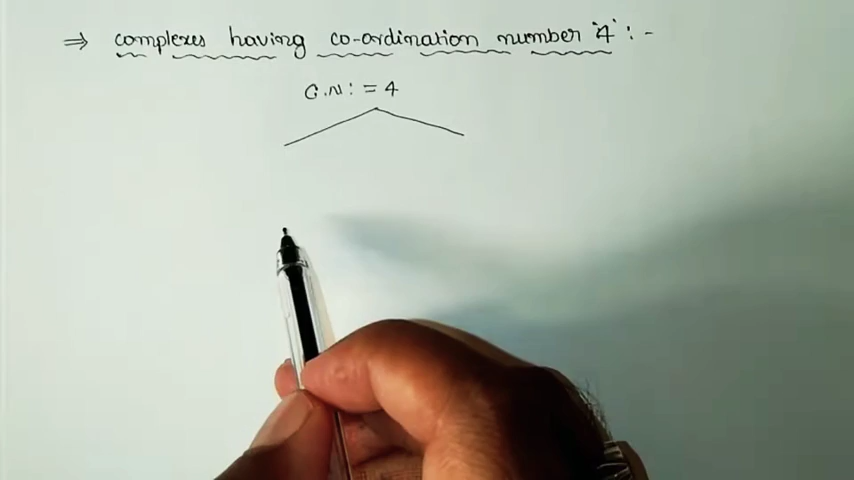 ⇒ complexes having co-ordination number '4' :-
C.N: = 4